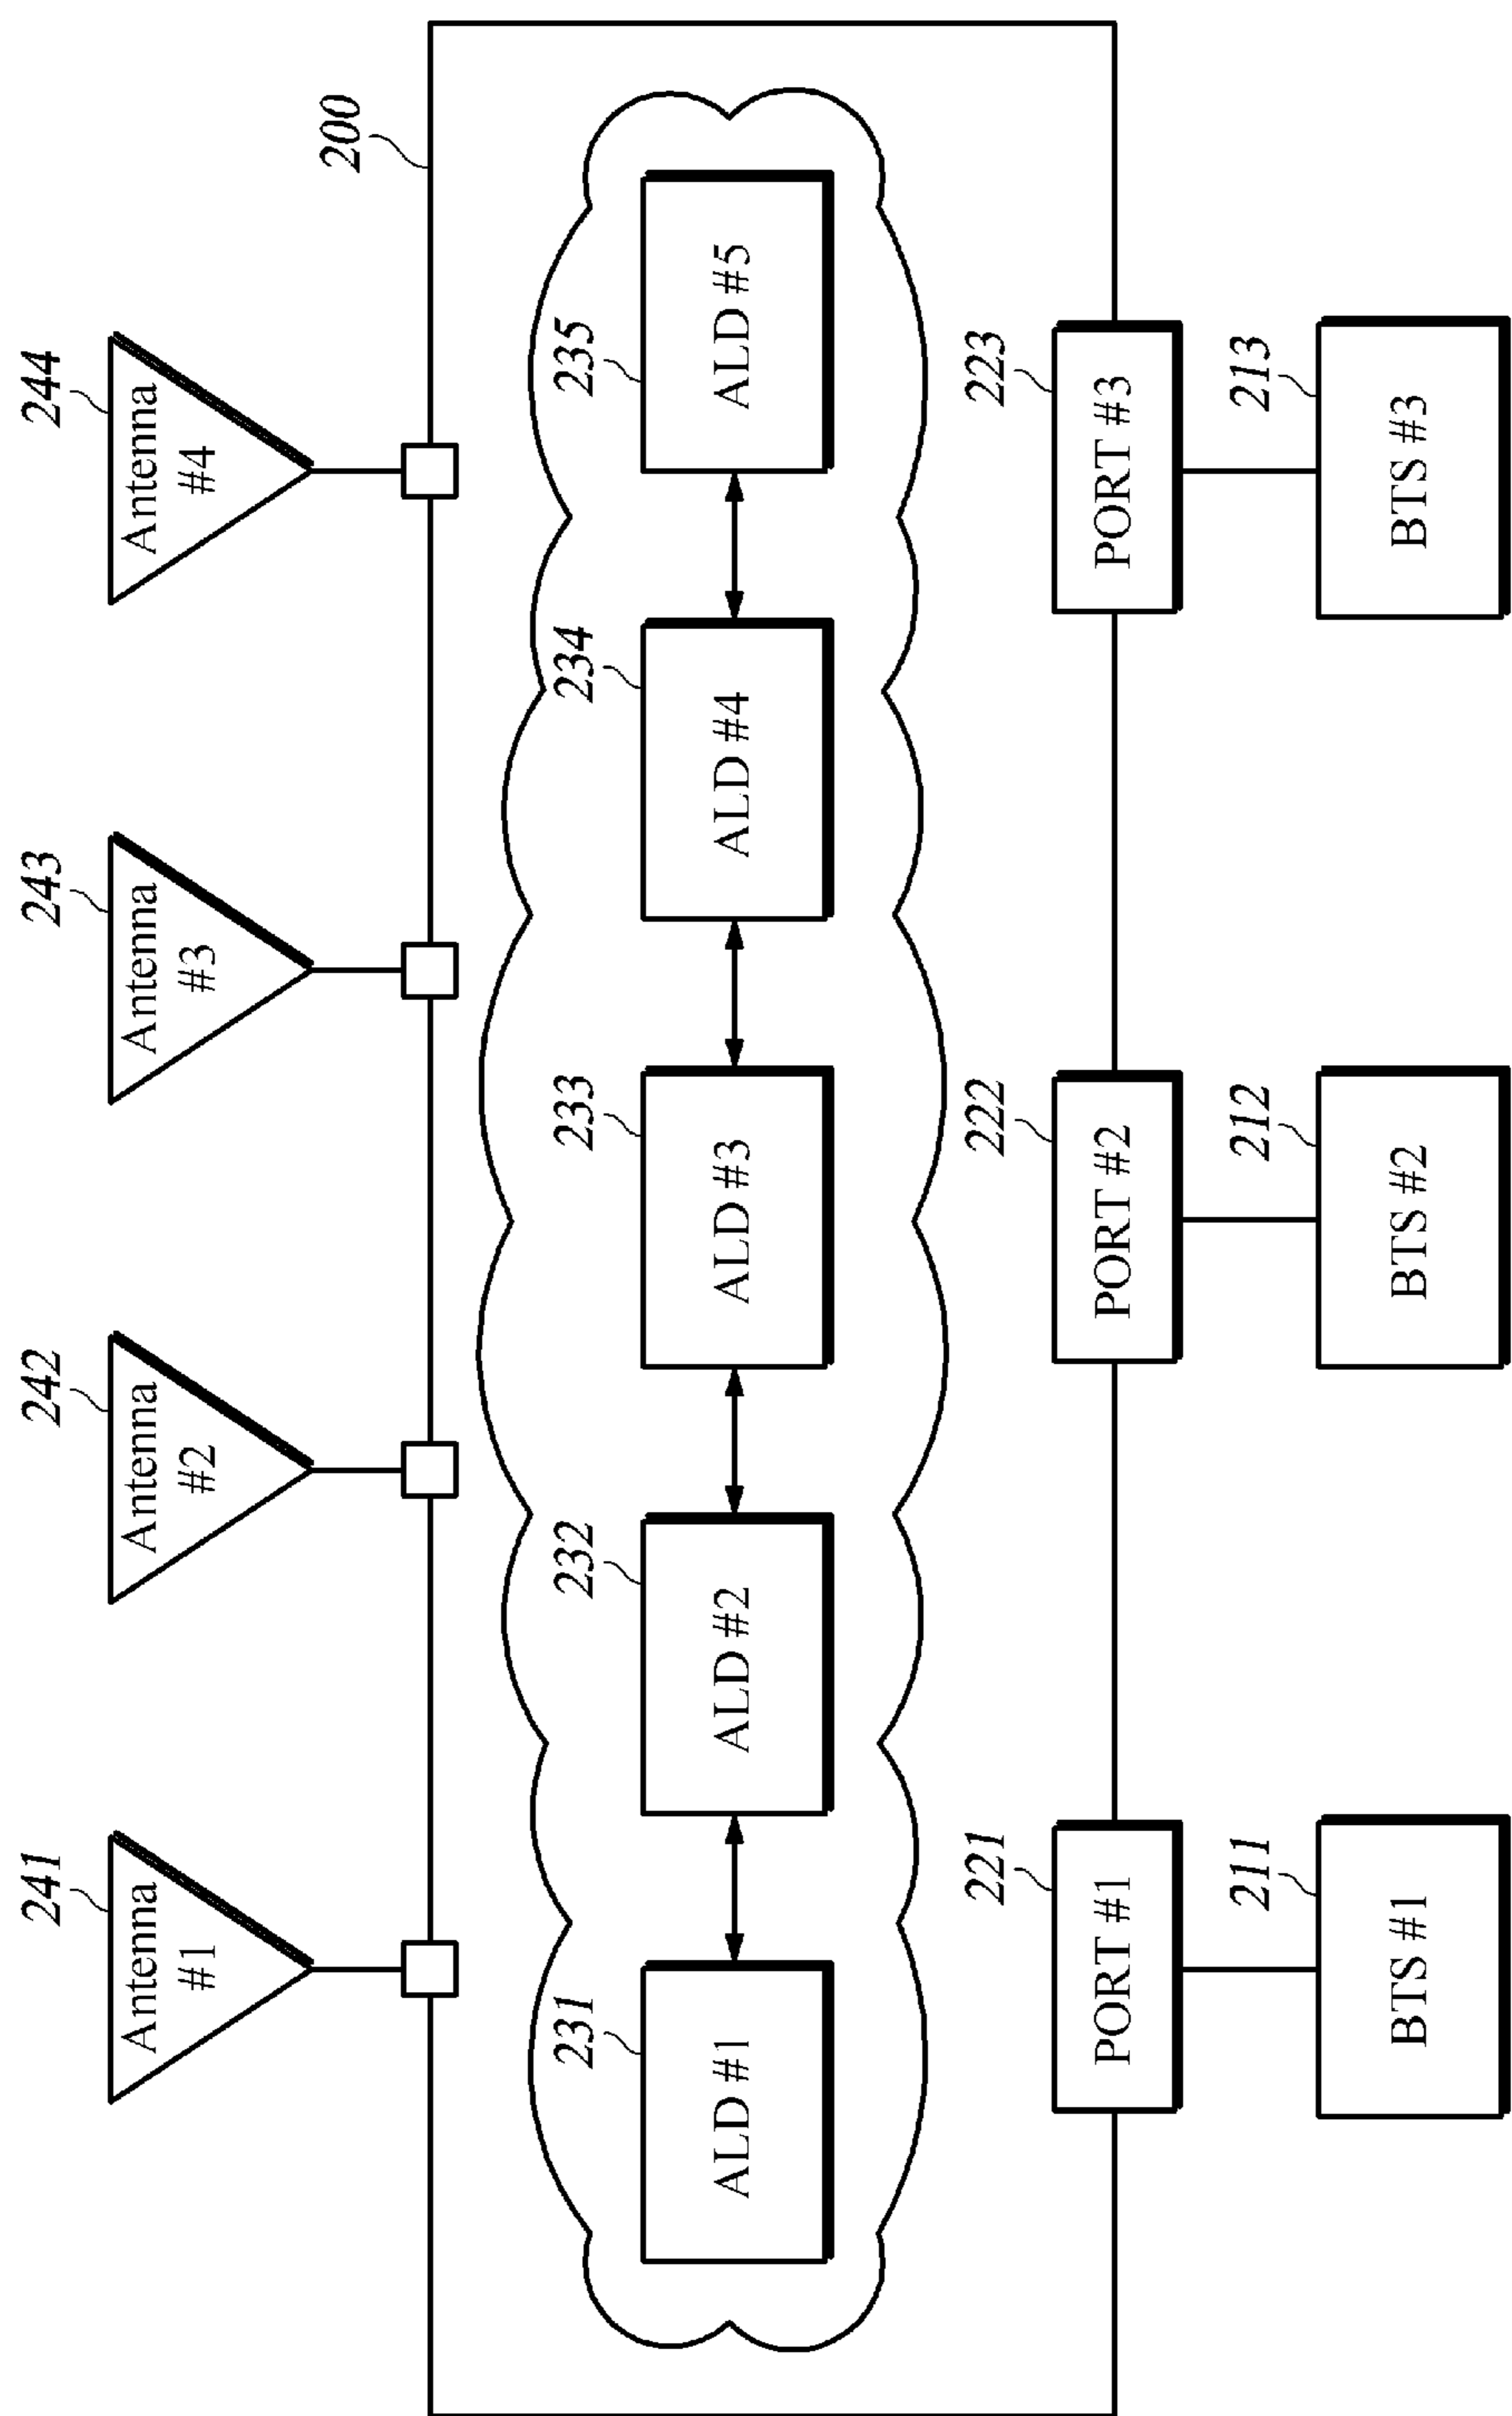 241
242
243
244
Antenna
#1
Antenna
#2
Antenna
#3
Antenna
#4
200
231
232
233
234
235
ALD #1
ALD #2
ALD #3
ALD #4
ALD #5
221
222
223
PORT #1
PORT #2
PORT #3
211
212
213
BTS #1
BTS #2
BTS #3